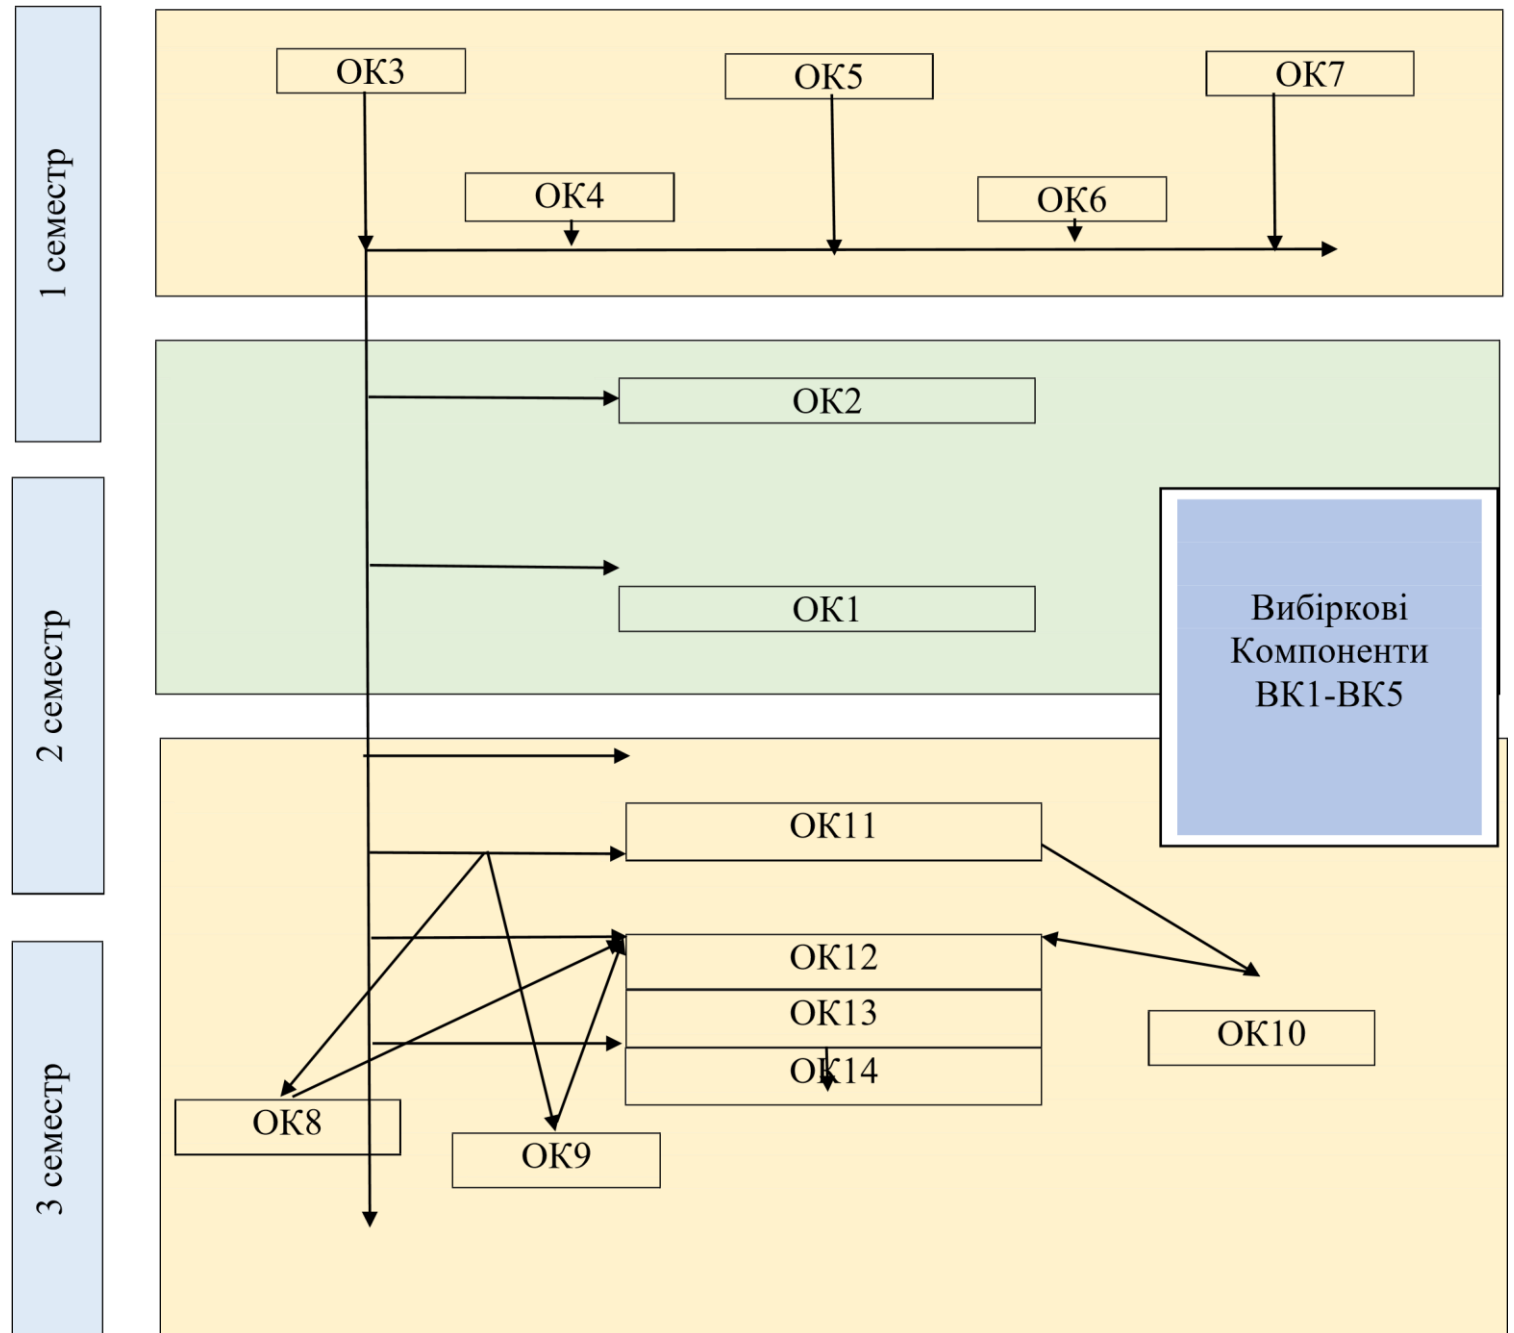 1 семестр
ОК3
ОК5
ОК7
ОК4
ОК6
ОК2
2 семестр
ОК1
Вибіркові
Компоненти
ВК1-ВК5
ОК11
ОК12
ОК13
ОК10
ОК14
3 семестр
ОК8
ОК9